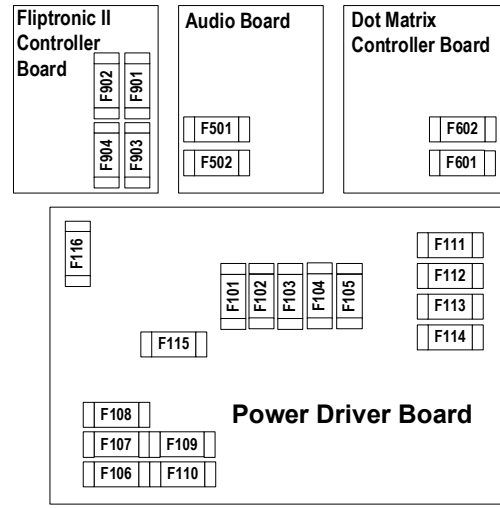 Fliptronic II
Controller
Board
F902
F901
F904
F903
Audio Board
F501
F502
Dot Matrix
Controller Board
F602
F601
F116
F101
F102
F103
F104
F105
F111
F112
F113
F114
F115
Power Driver Board
F108
F107
F109
F106
F110